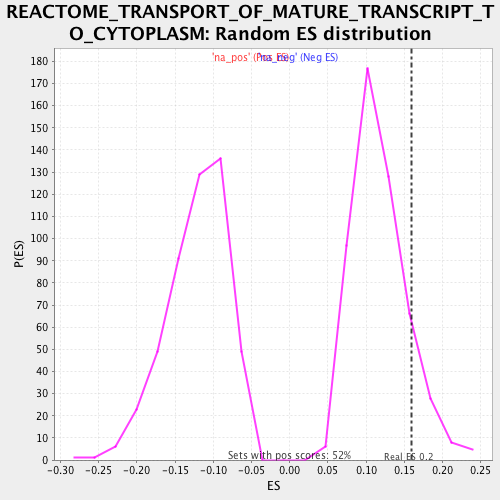 REACTOME_TRANSPORT_OF_MATURE_TRANSCRIPT_T
O_CYTOPLASM: Random ES distribution
'na_pos' (Pos ES) 'na_neg' (Neg ES)
180
170
160
150
140
130
120
110
100
90
80
70
60
50
40
30
20
10
0
P(ES)
Sets with pos scores: 52%
Real ES 0.2
-0.30 -0.25 -0.20 -0.15 -0.10 -0.05 0.00 0.05 0.10 0.15 0.20 0.25
ES